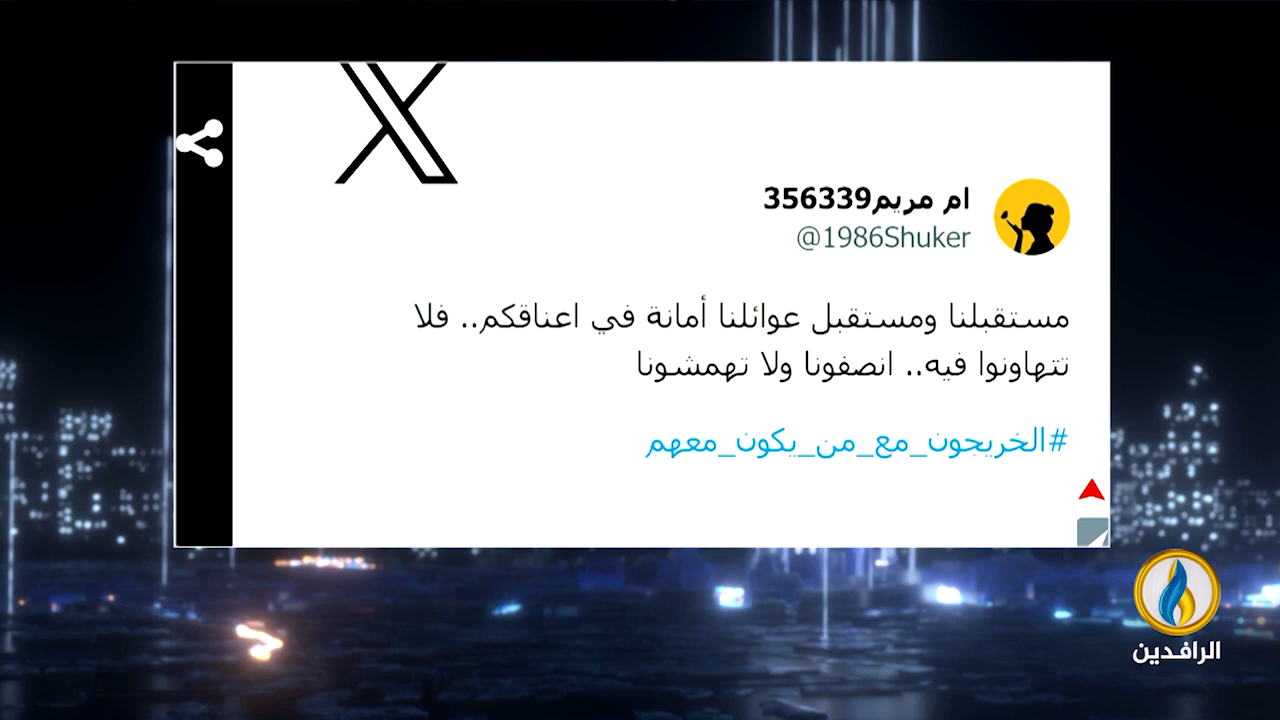 ام مريم356339
@1986Shuker
مستقبلنا ومستقبل عوائلنا أمانة في اعناقكم.. فلا
تتهاونوا فيه.. انصفونا ولا تهمشونا
#الخريجون_مع_من_يكون_معهم
الرافدين